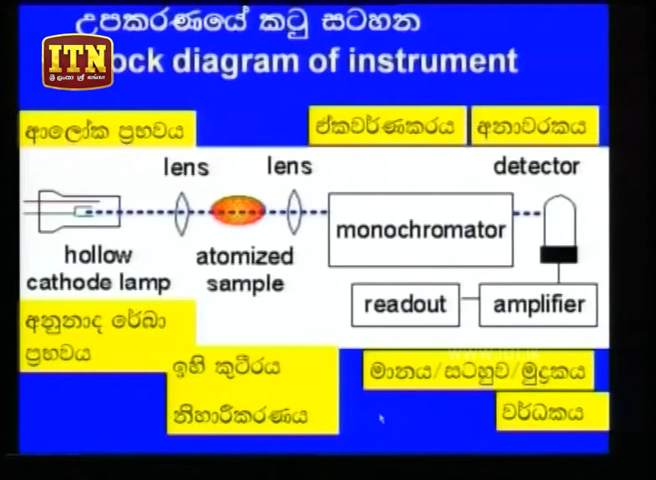 උපකරණයේ කටු සටහන
ITN
ock diagram of instrument
ආලෝක ප්‍රභවය
ඒකවර්ණකරය
අනාවරකය
lens
lens
detector
monochromator
hollow
cathode lamp
atomized
sample
readout
amplifier
අනුනාද රේඛා
ප්‍රභවය
ඉහි කුටීරය
නිහාරීකරණය
මානය/සටහුව/මුද්‍රකය
වර්ධකය